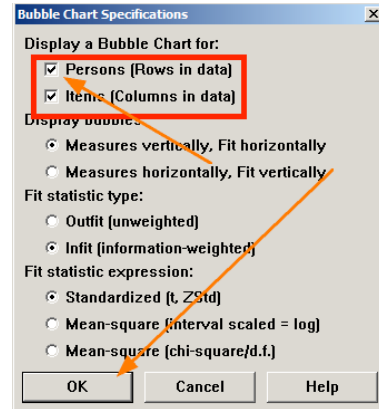 Bubble Chart Specifications
Display a Bubble Chart for:
Persons (Rows in data)
Items (Columns in data)
Display bubbles
Measures vertically, Fit horizontally
Measures horizontally, Fit vertically
Fit statistic type:
Outfit (unweighted)
Infit (information-weighted)
Fit statistic expression:
Standardized (t, ZStd)
Mean-square (interval scaled = log)
Mean-square (chi-square/d.f.)
OK Cancel Help